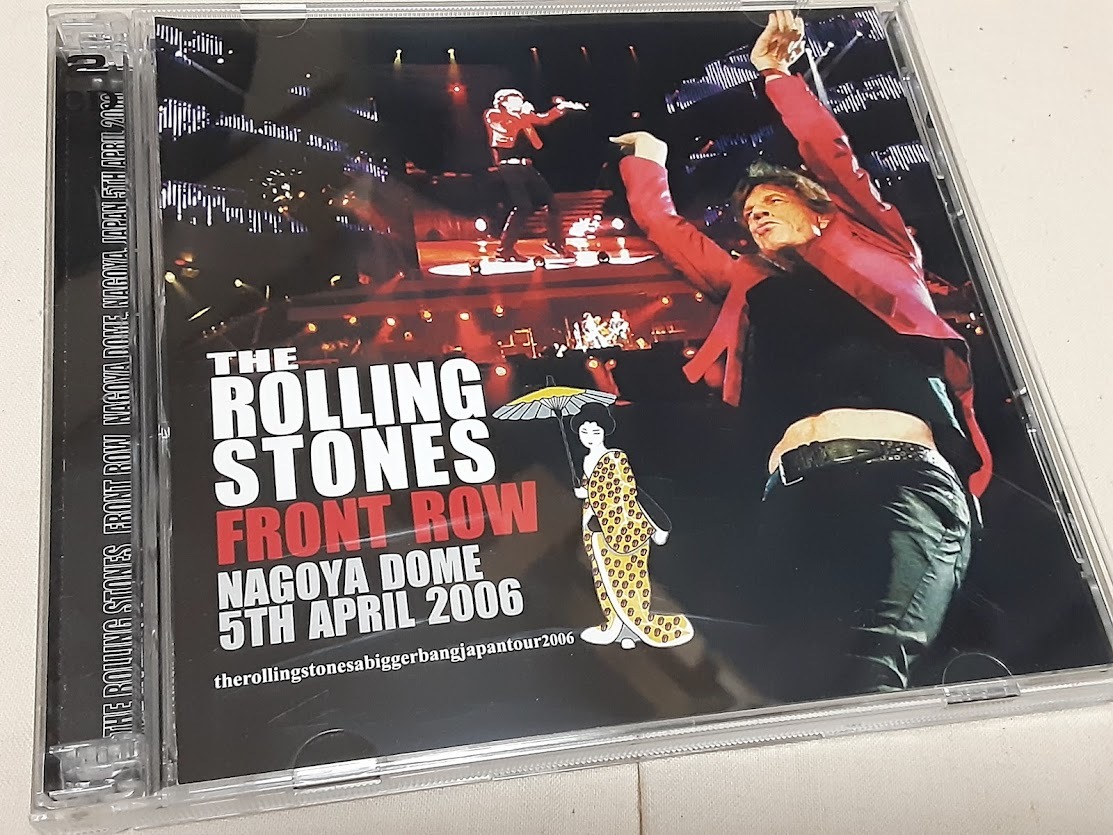 THE
ROLLING
STONES
FRONT ROW
NAGOYA DOME
5TH APRIL 2006
therollingstonesabiggerbangjapantour2006
THE ROLLING STONES FRONT ROW NAGOYA DOME, NAGOYA, JAPAN 5TH APRIL 2006
2